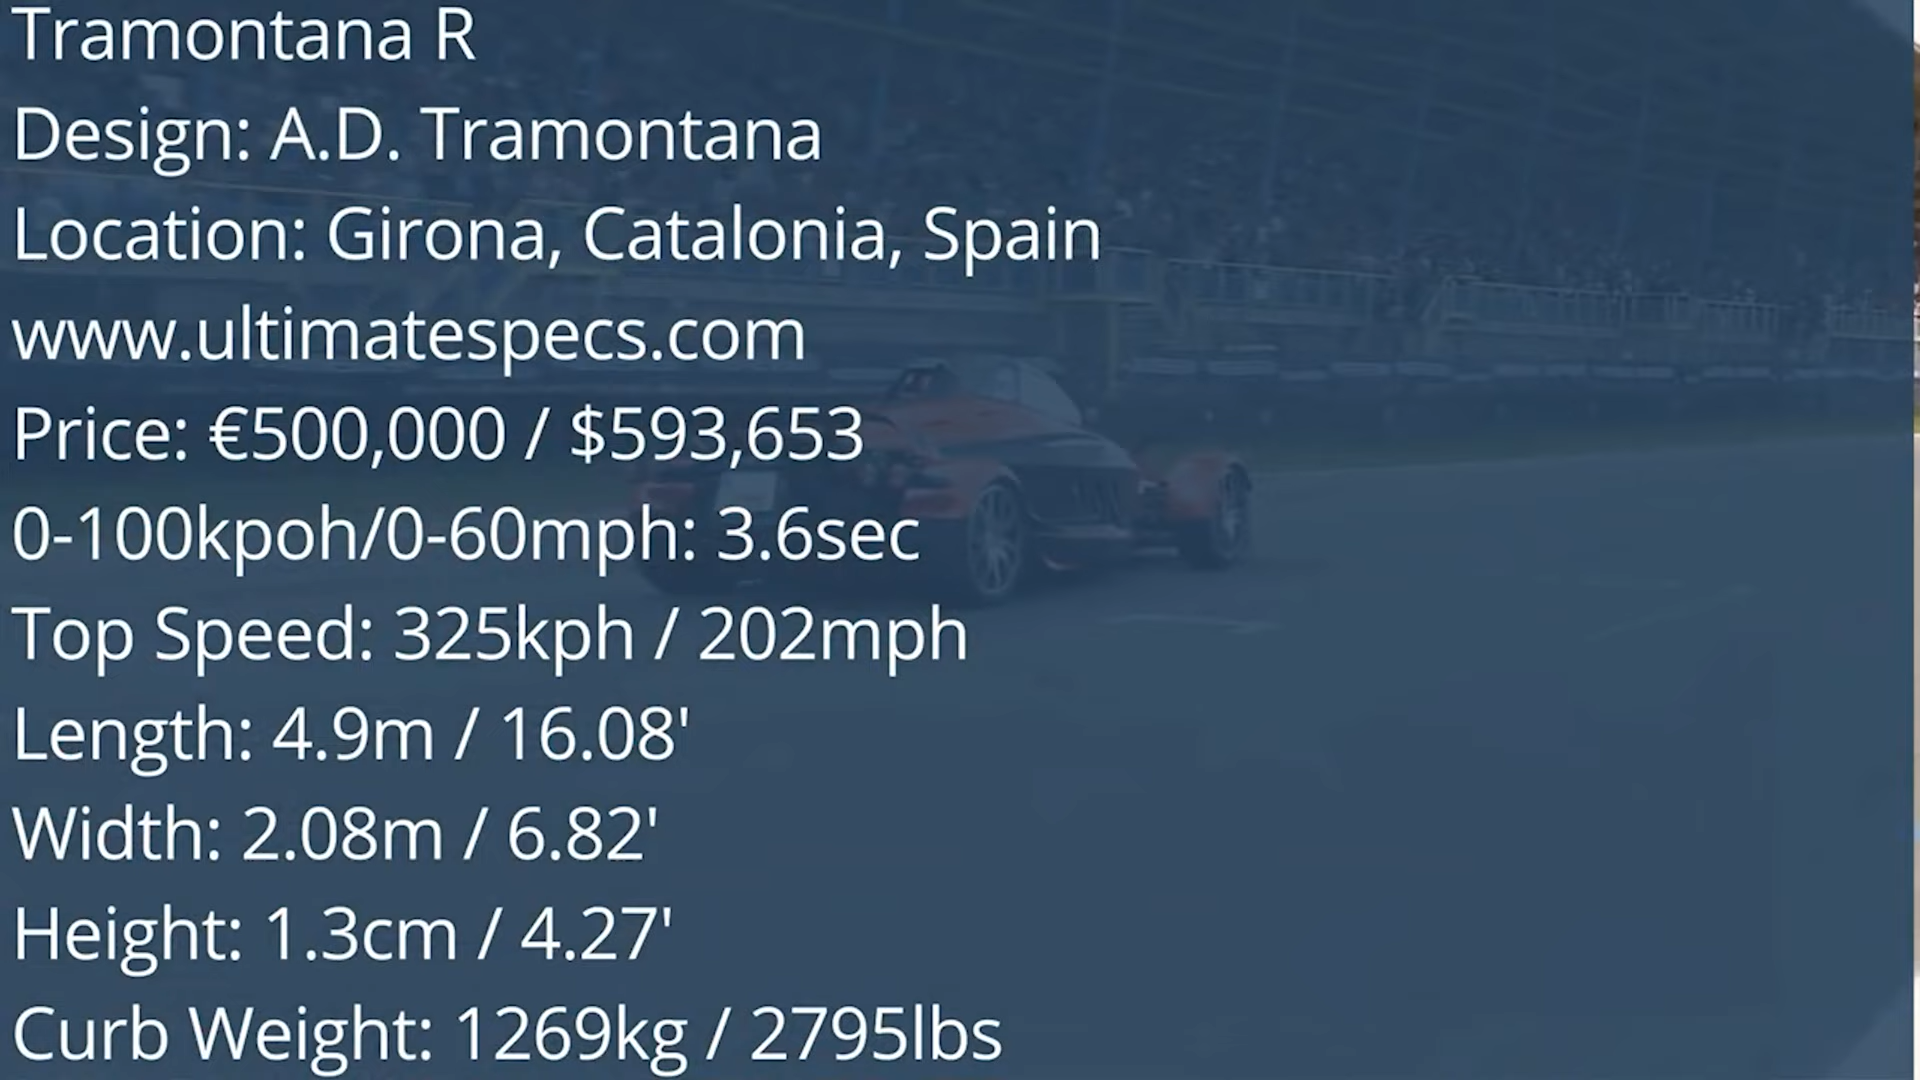 Tramontana R
Design: A.D. Tramontana
Location: Girona, Catalonia, Spain
www.ultimatespecs.com
Price: €500,000 / $593,653
0-100kpoh/0-60mph: 3.6sec
Top Speed: 325kph / 202mph
Length: 4.9m / 16.08'
Width: 2.08m / 6.82'
Height: 1.3cm / 4.27'
Curb Weight: 1269kg / 2795lbs